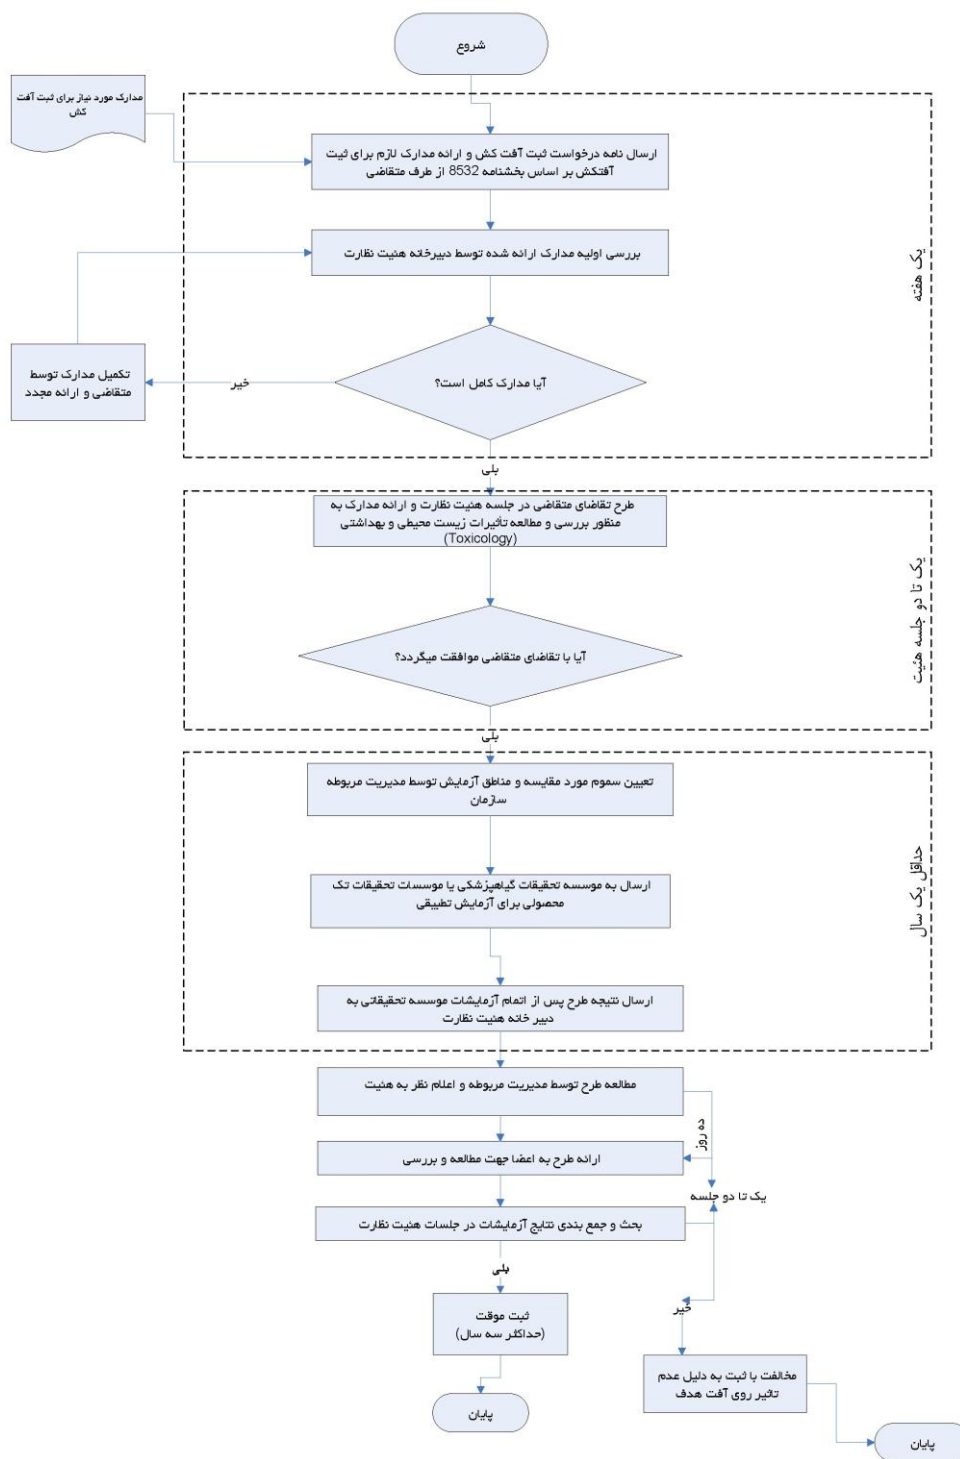 شروع
مدارک مورد نیاز برای ثبت آفت
کش
ارسال نامه درخواست ثبت آفت کش و ارائه مدارک لازم برای ثبت
آفتکش بر اساس بخشنامه 8532 از طرف متقاضی
بررسی اولیه مدارک ارائه شده توسط دبیرخانه هئیت نظارت
یک هفته
تکمیل مدارک توسط
متقاضی و ارائه مجدد
خیر
آیا مدارک کامل است؟
بلی
طرح تقاضای متقاضی در جلسه هئیت نظارت و ارائه مدارک به
منظور بررسی و مطالعه تأثیرات زیست محیطی و بهداشتی
(Toxicology)
یک تا دو جلسه هئیت
آیا با تقاضای متقاضی موافقت میگردد؟
بلی
تعیین سموم مورد مقایسه و مناطق آزمایش توسط مدیریت مربوطه
سازمان
ارسال به موسسه تحقیقات گیاهپزشکی یا موسسات تحقیقات تک
محصولی برای آزمایش تطبیقی
حداقل یک سال
ارسال نتیجه طرح پس از اتمام آزمایشات موسسه تحقیقاتی به
دبیر خانه هئیت نظارت
مطالعه طرح توسط مدیریت مربوطه و اعلام نظر به هئیت
ده روز
ارائه طرح به اعضا جهت مطالعه و بررسی
یک تا دو جلسه
بحث و جمع بندی نتایج آزمایشات در جلسات هئیت نظارت
بلی
خیر
ثبت موقت
(حداکثر سه سال)
مخالفت با ثبت به دلیل عدم
تاثیر روی آفت هدف
پایان
پایان